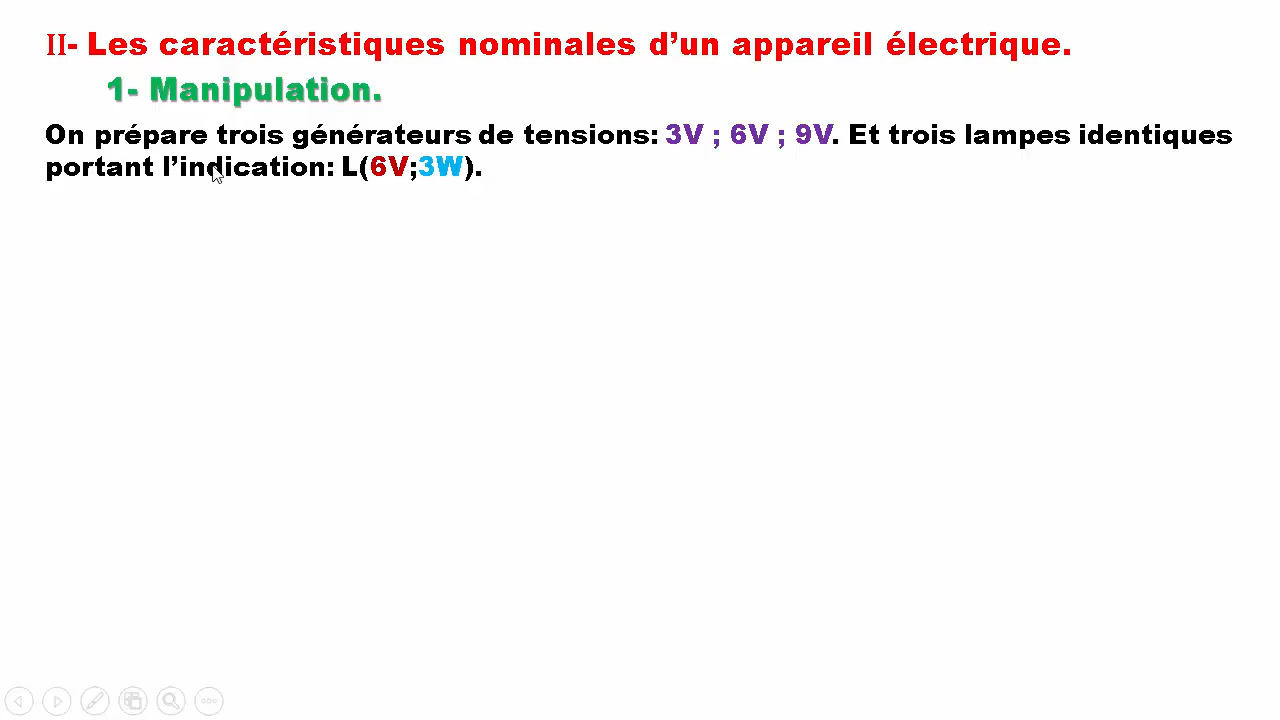 II- Les caractéristiques nominales d’un appareil électrique.
1- Manipulation.
On prépare trois générateurs de tensions: 3V ; 6V ; 9V. Et trois lampes identiques
portant l’indication: L(6V;3W).